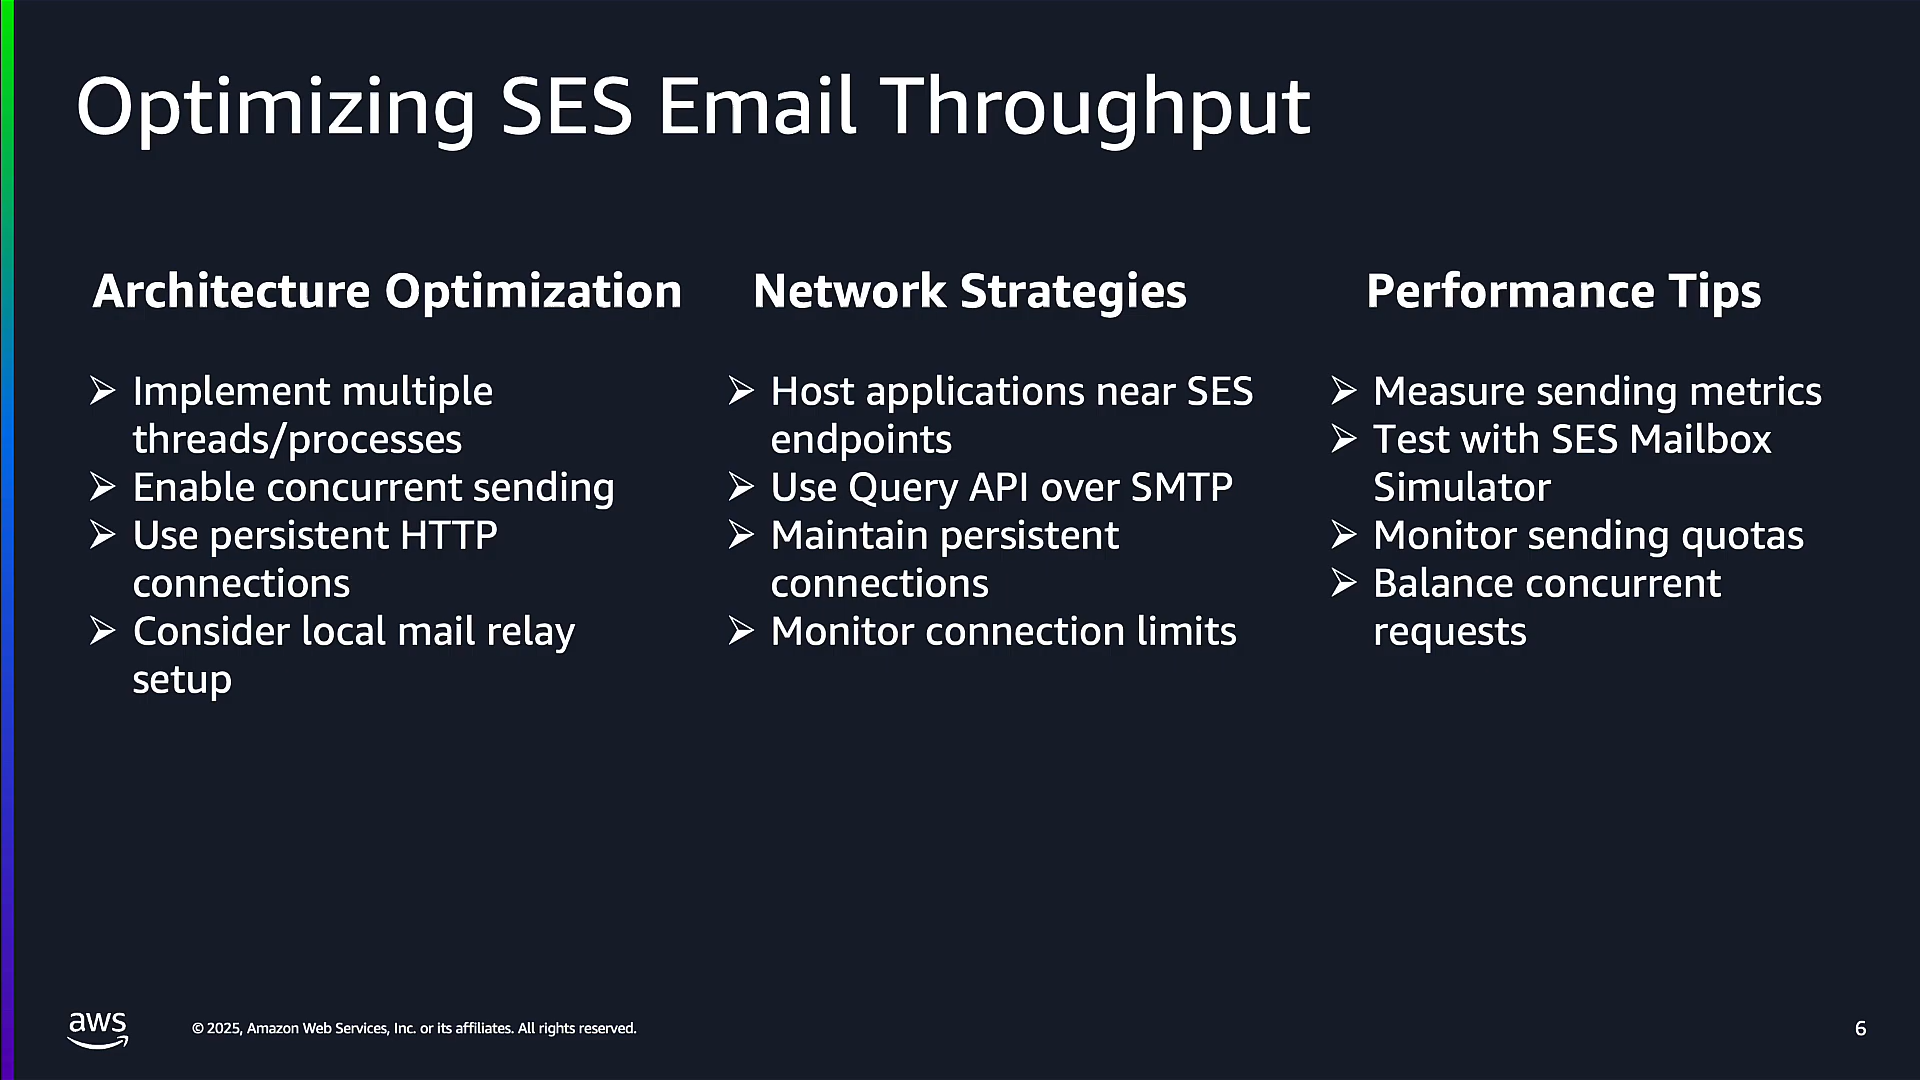 Optimizing SES Email Throughput
Architecture Optimization
➢ Implement multiple
threads/processes
➢ Enable concurrent sending
➢ Use persistent HTTP
connections
➢ Consider local mail relay
setup
Network Strategies
➢ Host applications near SES
endpoints
➢ Use Query API over SMTP
➢ Maintain persistent
connections
➢ Monitor connection limits
Performance Tips
➢ Measure sending metrics
➢ Test with SES Mailbox
Simulator
➢ Monitor sending quotas
➢ Balance concurrent
requests
aws
© 2025, Amazon Web Services, Inc. or its affiliates. All rights reserved.
6